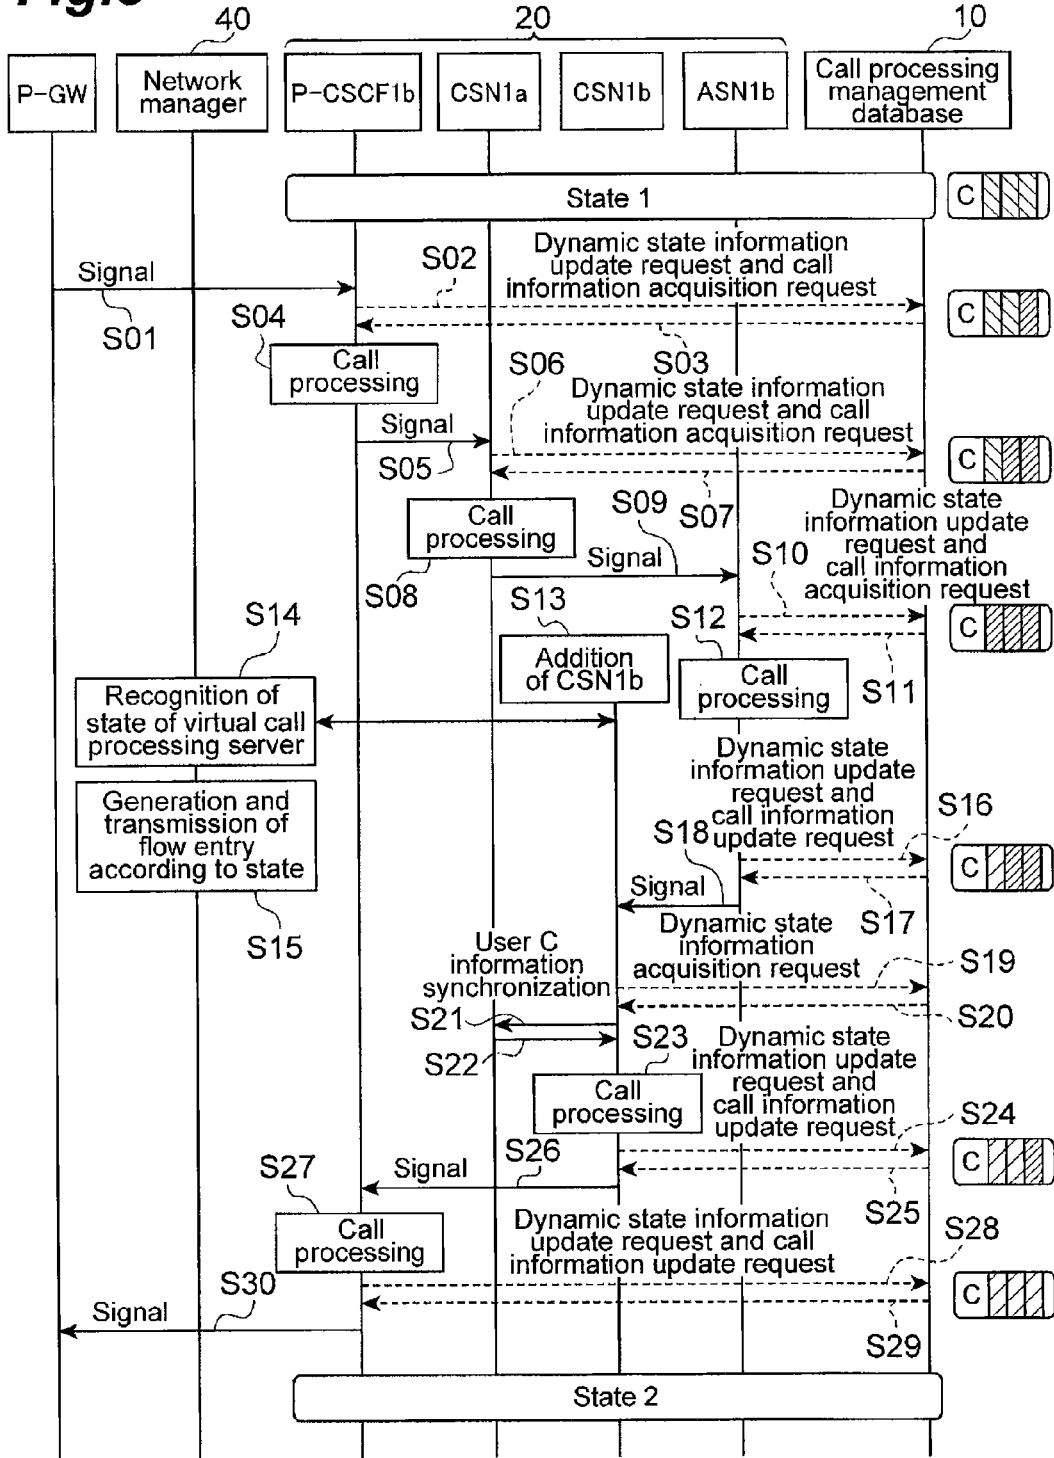 40
20
10
P-GW
Network
manager
P-CSCF1b
CSN1a
CSN1b
ASN1b
Call processing
management
database
State 1
C
Signal
S01
S02
Dynamic state information
update request and call
information acquisition request
C
S03
S04
Call
processing
Signal
S05
S06
Dynamic state information
update request and call
information acquisition request
C
S07
Call
processing
S08
S09
Signal
S10
Dynamic state
information update
request and
call information
acquisition request
C
S11
S12
Call
processing
S13
Addition
of CSN1b
S14
Recognition of
state of virtual call
processing server
Generation and
transmission of
flow entry
according to state
S15
Dynamic state
information update
request and
call information
update request
S16
C
S17
S18
Signal
Dynamic state
information
acquisition request
S19
S20
User C
information
synchronization
S21
S22
S23
Call
processing
Dynamic state
information update
request and
call information
update request
S24
C
S25
S26
Signal
S27
Call
processing
Dynamic state information
update request and call
information update request
S28
C
S29
S30
Signal
State 2